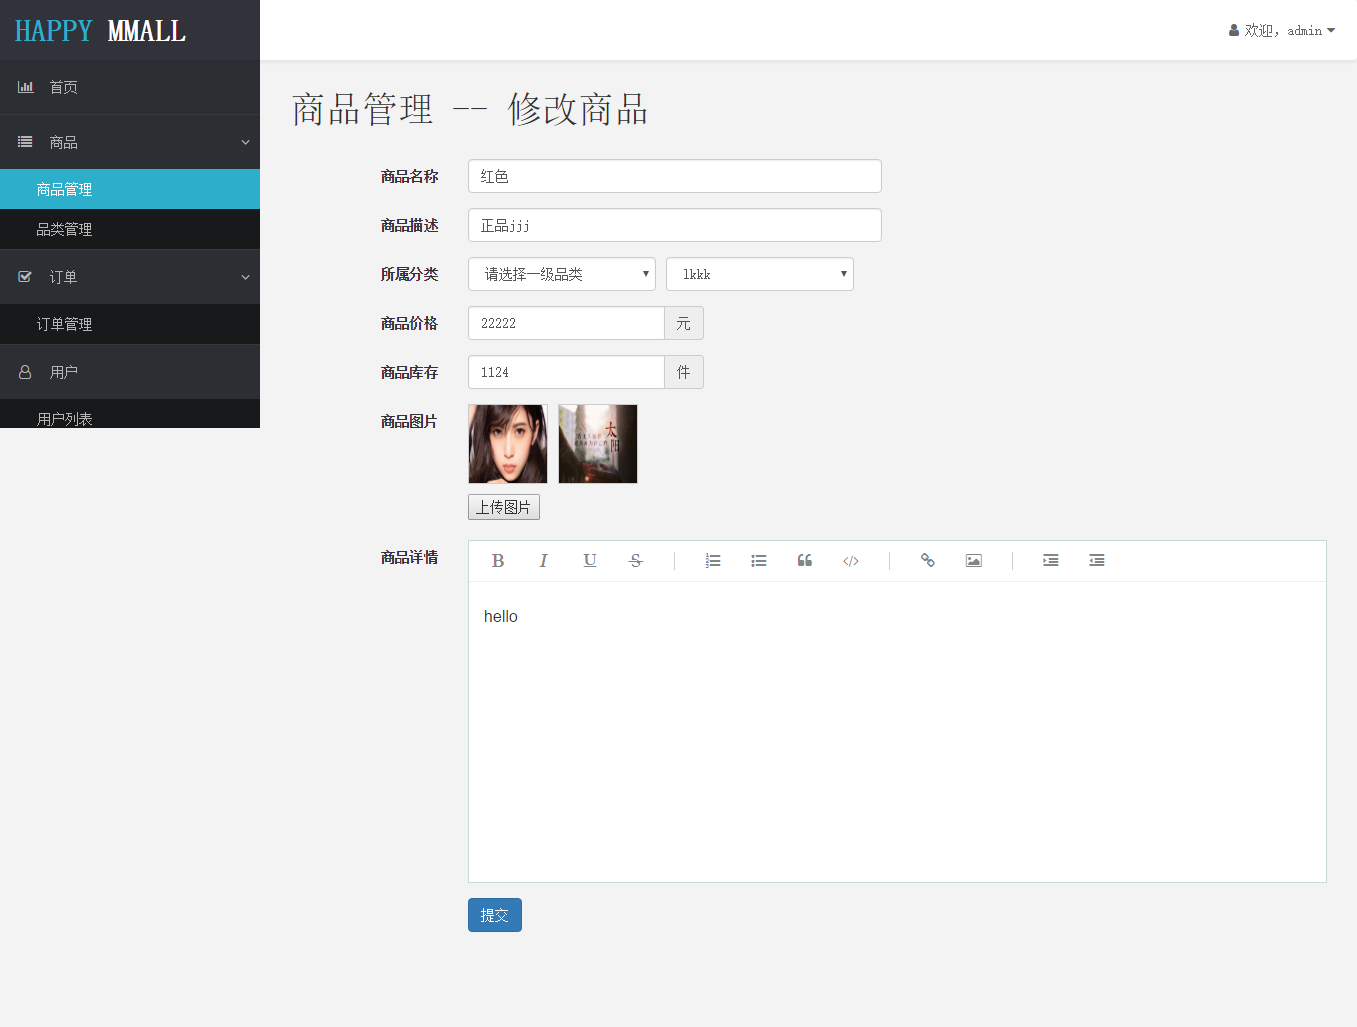 HAPPY MMALL
欢迎，admin
首页
商品
商品管理
品类管理
订单
订单管理
用户
用户列表
商品管理 -- 修改商品
商品名称 红色
商品描述 正品jjj
所属分类 请选择一级品类 lkkk
商品价格 22222 元
商品库存 1124 件
商品图片
太阳
上传图片
商品详情
B I U S
hello
提交